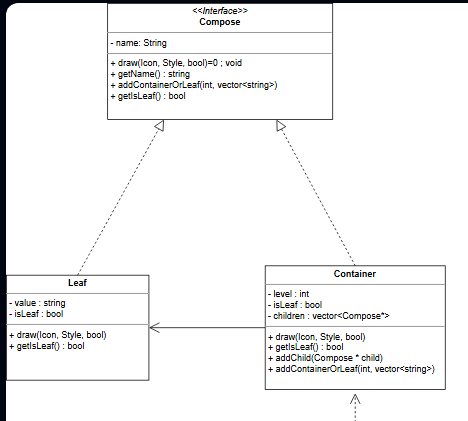 <<Interface>>
Compose
- name: String
+ draw(Icon, Style, bool)=0 ; void
+ getName() : string
+ addContainerOrLeaf(int, vector<string>)
+ getIsLeaf() : bool
Leaf
- value : string
- isLeaf : bool
+ draw(Icon, Style, bool)
+ getIsLeaf() : bool
Container
- level : int
- isLeaf : bool
- children : vector<Compose*>
+ draw(Icon, Style, bool)
+ getIsLeaf() : bool
+ addChild(Compose * child)
+ addContainerOrLeaf(int, vector<string>)